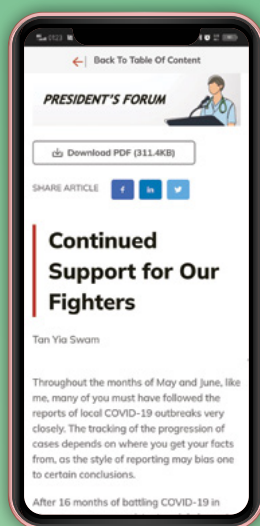 0123
Back To Table Of Content
PRESIDENT'S FORUM
Download PDF (311.4KB)
SHARE ARTICLE
f in
Continued
Support for Our
Fighters
Tan Yia Swam
Throughout the months of May and June, like
me, many of you must have followed the
reports of local COVID-19 outbreaks very
closely. The tracking of the progression of
cases depends on where you get your facts
from, as the style of reporting may bias one
to certain conclusions.
After 16 months of battling COVID-19 in